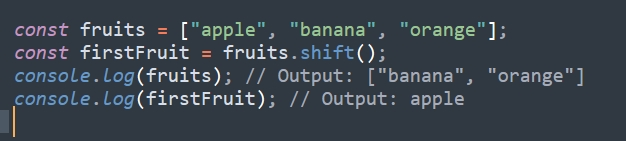 const fruits = ["apple", "banana", "orange"];
const firstFruit = fruits.shift();
console.log(fruits); // Output: ["banana", "orange"]
console.log(firstFruit); // Output: apple